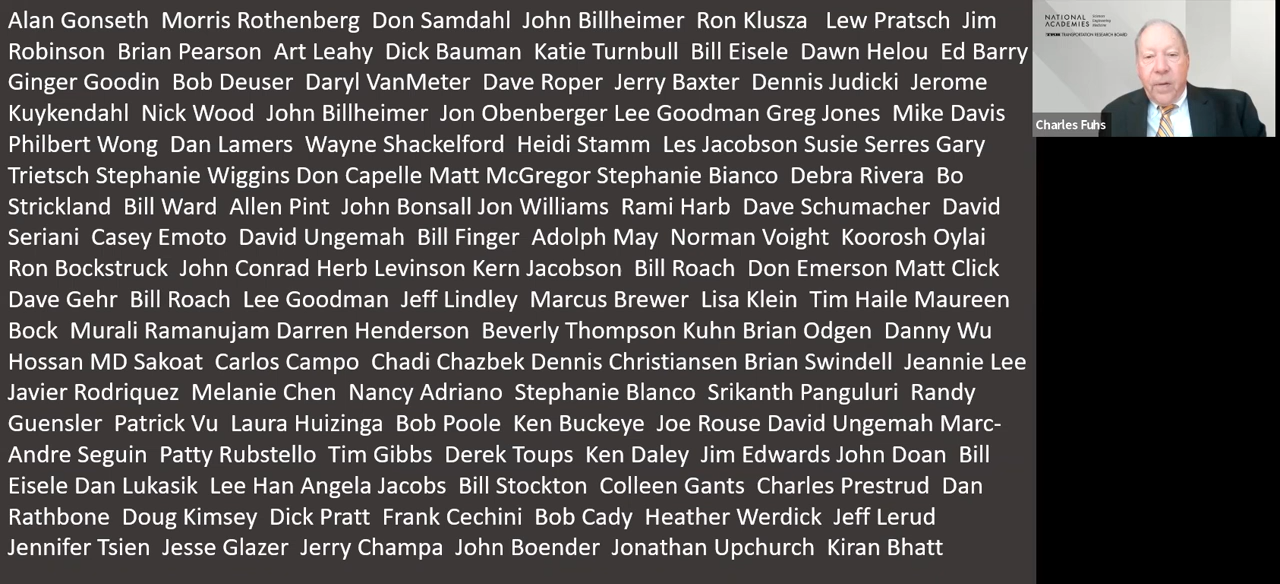 Alan Gonseth  Morris Rothenberg  Don Samdahl  John Billheimer  Ron Klusza   Lew Pratsch  Jim
Robinson  Brian Pearson  Art Leahy  Dick Bauman  Katie Turnbull  Bill Eisele  Dawn Helou  Ed Barry
Ginger Goodin  Bob Deuser  Daryl VanMeter  Dave Roper  Jerry Baxter  Dennis Judicki  Jerome
Kuykendahl  Nick Wood  John Billheimer  Jon Obenberger Lee Goodman Greg Jones  Mike Davis
Philbert Wong  Dan Lamers  Wayne Shackelford  Heidi Stamm  Les Jacobson Susie Serres Gary
Trietsch Stephanie Wiggins Don Capelle Matt McGregor Stephanie Bianco  Debra Rivera  Bo
Strickland  Bill Ward  Allen Pint  John Bonsall Jon Williams  Rami Harb  Dave Schumacher  David
Seriani  Casey Emoto  David Ungemah  Bill Finger  Adolph May  Norman Voight  Koorosh Oylai
Ron Bockstruck  John Conrad Herb Levinson Kern Jacobson  Bill Roach  Don Emerson Matt Click
Dave Gehr  Bill Roach  Lee Goodman  Jeff Lindley  Marcus Brewer  Lisa Klein  Tim Haile Maureen
Bock  Murali Ramanujam Darren Henderson  Beverly Thompson Kuhn Brian Odgen  Danny Wu
Hossan MD Sakoat  Carlos Campo  Chadi Chazbek Dennis Christiansen Brian Swindell  Jeannie Lee
Javier Rodriquez  Melanie Chen  Nancy Adriano  Stephanie Blanco  Srikanth Panguluri  Randy
Guensler  Patrick Vu  Laura Huizinga  Bob Poole  Ken Buckeye  Joe Rouse David Ungemah Marc-
Andre Seguin  Patty Rubstello  Tim Gibbs  Derek Toups  Ken Daley  Jim Edwards John Doan  Bill
Eisele Dan Lukasik  Lee Han Angela Jacobs  Bill Stockton  Colleen Gants  Charles Prestrud  Dan
Rathbone  Doug Kimsey  Dick Pratt  Frank Cechini  Bob Cady  Heather Werdick  Jeff Lerud
Jennifer Tsien  Jesse Glazer  Jerry Champa  John Boender  Jonathan Upchurch  Kiran Bhatt
NATIONAL
ACADEMIES
Sciences
Engineering
Medicine
TRANSPORTATION RESEARCH BOARD
Charles Fuhs